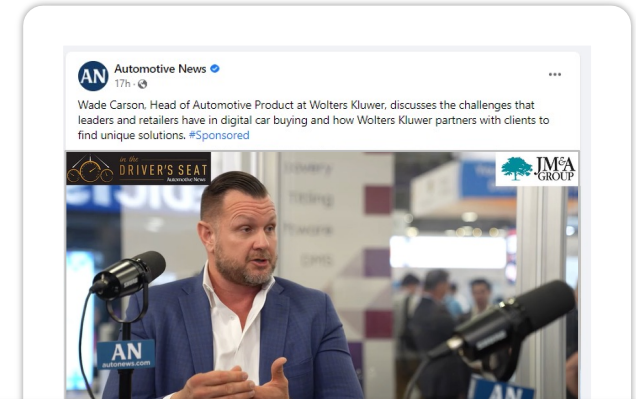 AN
Automotive News
17h ·
Wade Carson, Head of Automotive Product at Wolters Kluwer, discusses the challenges that
leaders and retailers have in digital car buying and how Wolters Kluwer partners with clients to
find unique solutions. #Sponsored
in the
DRIVER'S SEAT
Automotive News
JM&A
GROUP
Titling
DMS
AN
autonews.com
AN